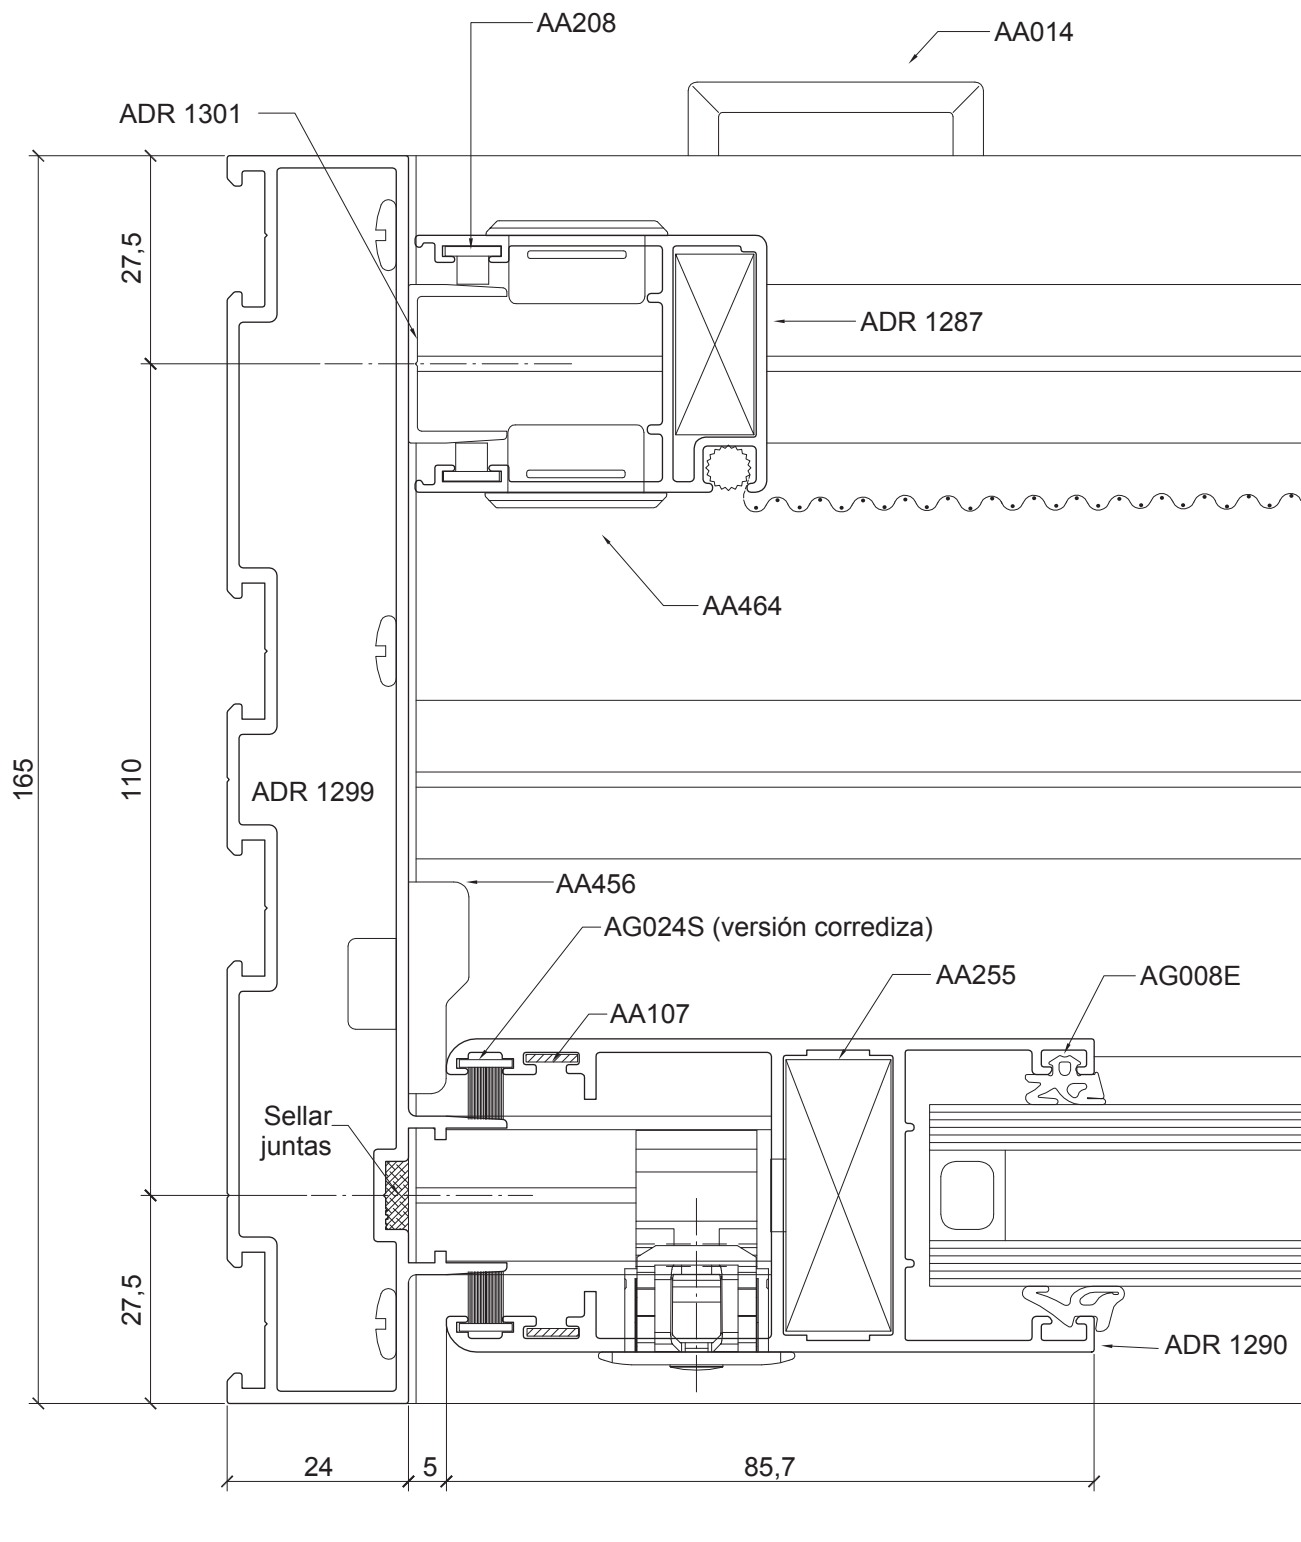 AA208
AA014
ADR 1301
27,5
ADR 1287
AA464
165
110
ADR 1299
AA456
AG024S (versión corrediza)
AA255
AG008E
AA107
Sellar
juntas
27,5
ADR 1290
24
5
85,7